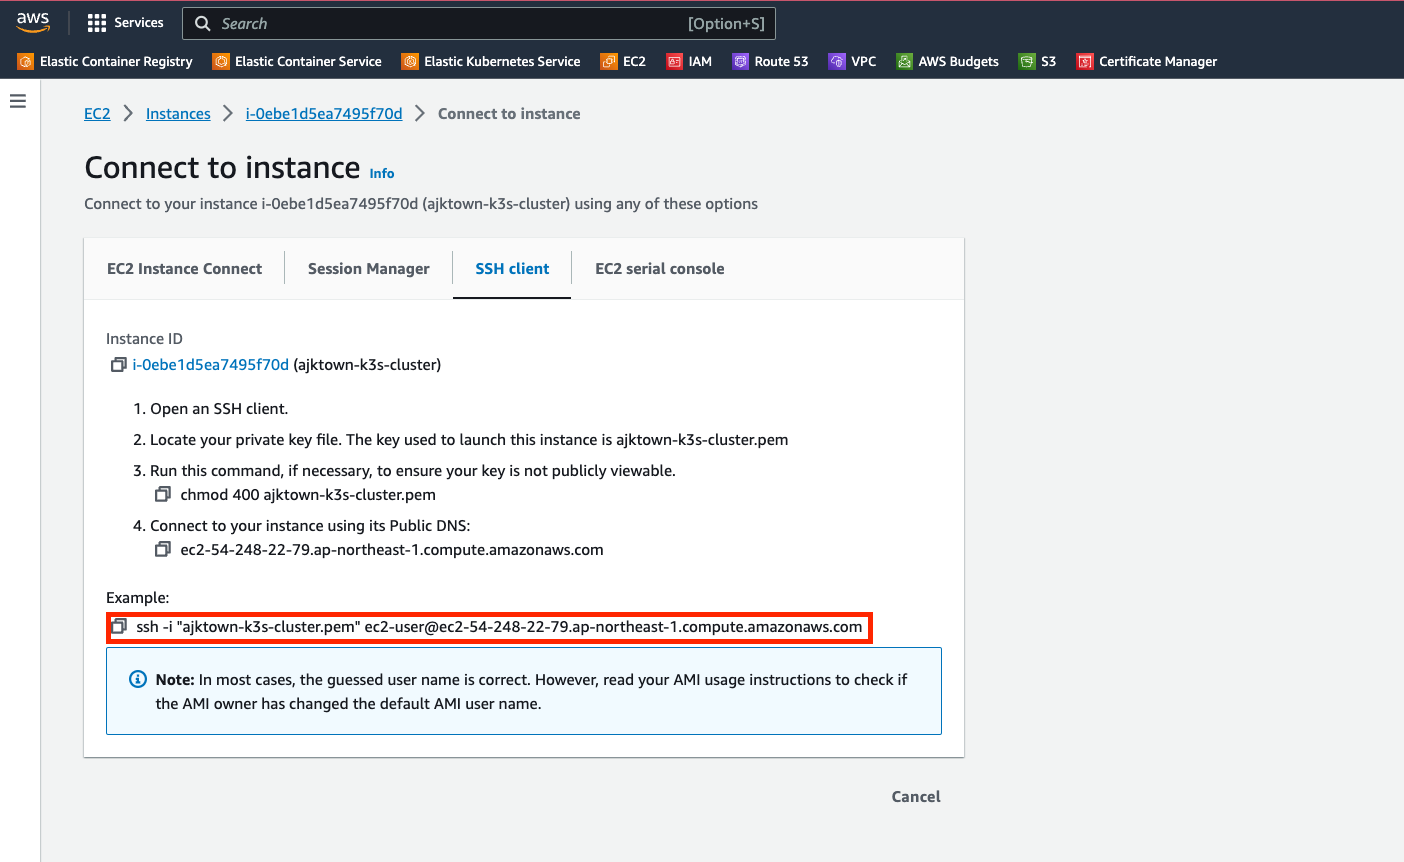 aws
Services
Search
[Option+S]
Elastic Container Registry
Elastic Container Service
Elastic Kubernetes Service
EC2
IAM
Route 53
VPC
AWS Budgets
S3
Certificate Manager
EC2 > Instances > i-0ebe1d5ea7495f70d > Connect to instance
Connect to instance Info
Connect to your instance i-0ebe1d5ea7495f70d (ajktown-k3s-cluster) using any of these options
EC2 Instance Connect
Session Manager
SSH client
EC2 serial console
Instance ID
i-0ebe1d5ea7495f70d (ajktown-k3s-cluster)
1. Open an SSH client.
2. Locate your private key file. The key used to launch this instance is ajktown-k3s-cluster.pem
3. Run this command, if necessary, to ensure your key is not publicly viewable.
chmod 400 ajktown-k3s-cluster.pem
4. Connect to your instance using its Public DNS:
ec2-54-248-22-79.ap-northeast-1.compute.amazonaws.com
Example:
ssh -i "ajktown-k3s-cluster.pem" ec2-user@ec2-54-248-22-79.ap-northeast-1.compute.amazonaws.com
Note: In most cases, the guessed user name is correct. However, read your AMI usage instructions to check if
the AMI owner has changed the default AMI user name.
Cancel